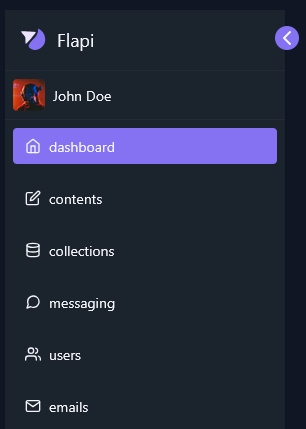 Flapi
John Doe
dashboard
contents
collections
messaging
users
emails